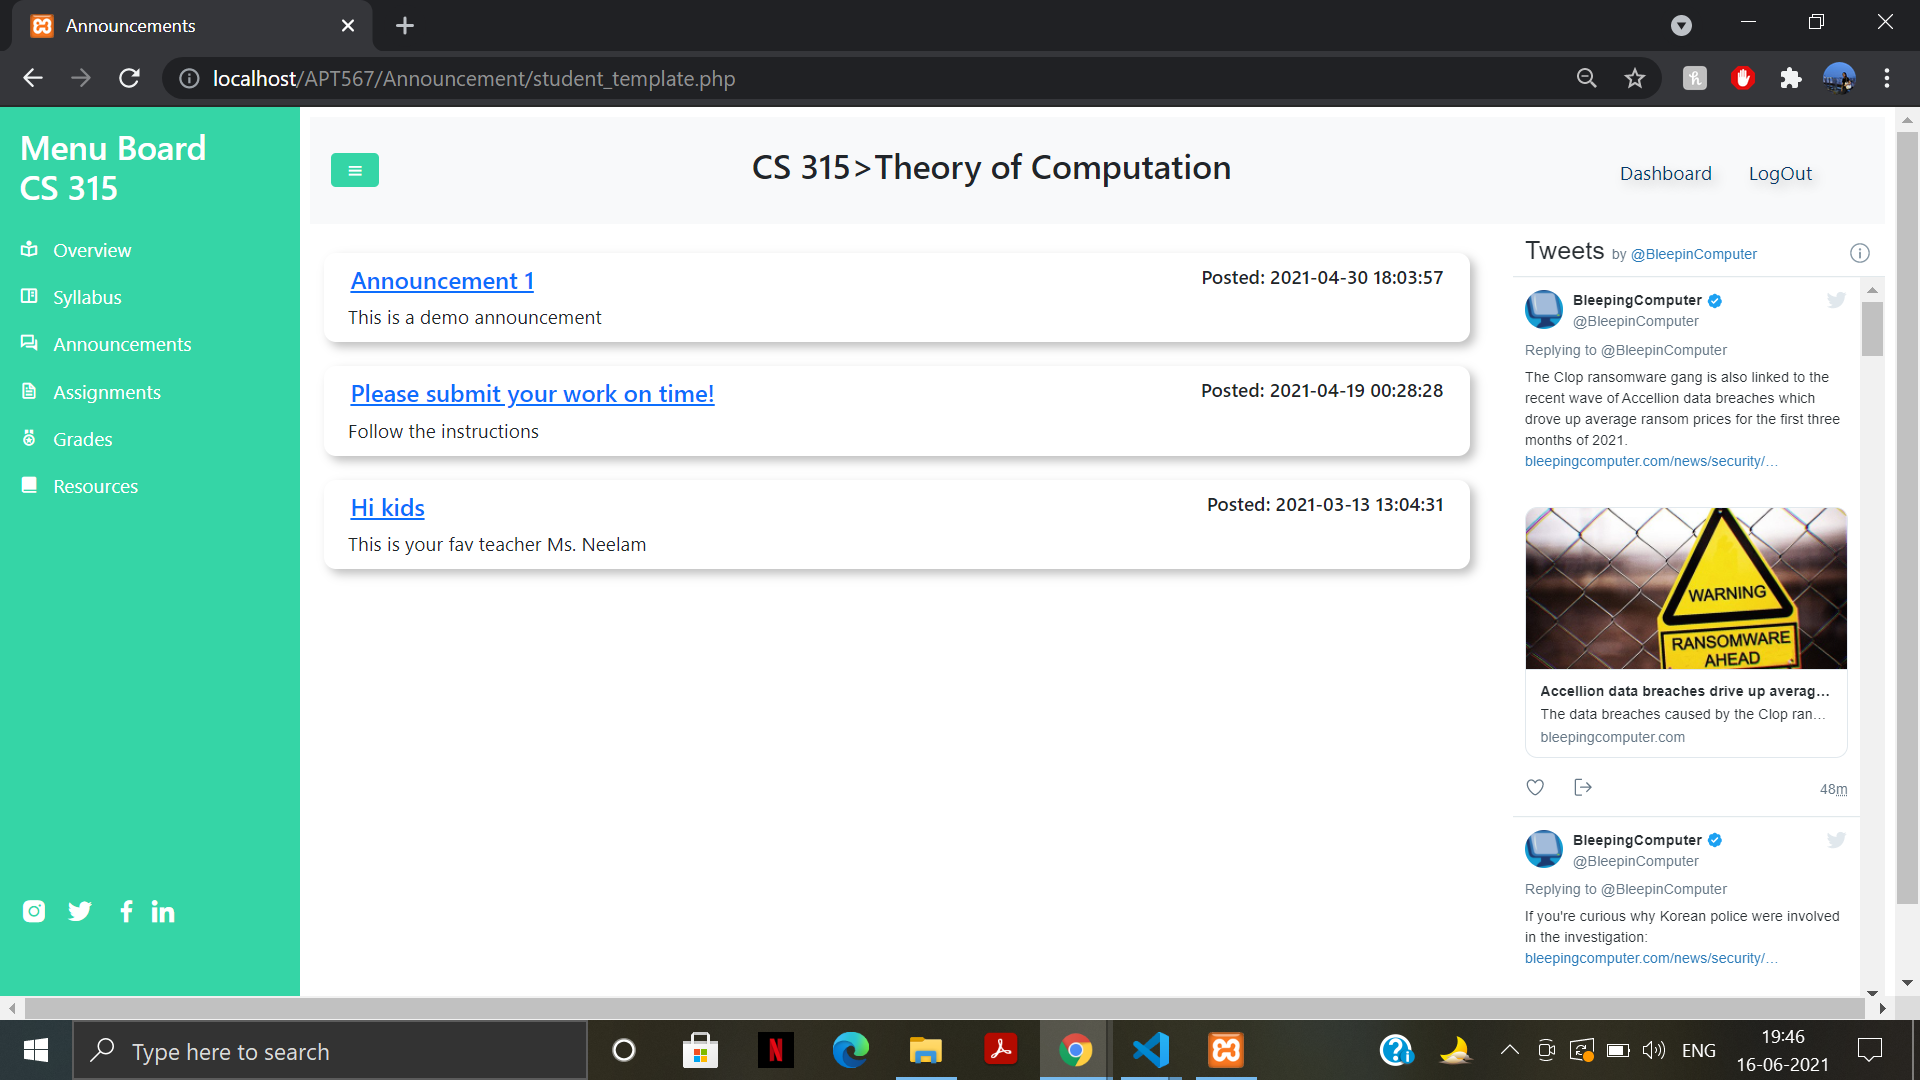 Announcements
localhost/APT567/Announcement/student_template.php
Menu Board
CS 315
Overview
Syllabus
Announcements
Assignments
Grades
Resources
CS 315>Theory of Computation
Dashboard
LogOut
Announcement 1
Posted: 2021-04-30 18:03:57
This is a demo announcement
Please submit your work on time!
Posted: 2021-04-19 00:28:28
Follow the instructions
Hi kids
Posted: 2021-03-13 13:04:31
This is your fav teacher Ms. Neelam
Tweets by @BleepinComputer
BleepingComputer
@BleepinComputer
Replying to @BleepinComputer
The Clop ransomware gang is also linked to the
recent wave of Accellion data breaches which
drove up average ransom prices for the first three
months of 2021.
bleepingcomputer.com/news/security/…
WARNING
RANSOMWARE
AHEAD
Accellion data breaches drive up averag…
The data breaches caused by the Clop ran…
bleepingcomputer.com
48m
BleepingComputer
@BleepinComputer
Replying to @BleepinComputer
If you're curious why Korean police were involved
in the investigation:
bleepingcomputer.com/news/security/…
Type here to search
N
ENG
19:46
16-06-2021